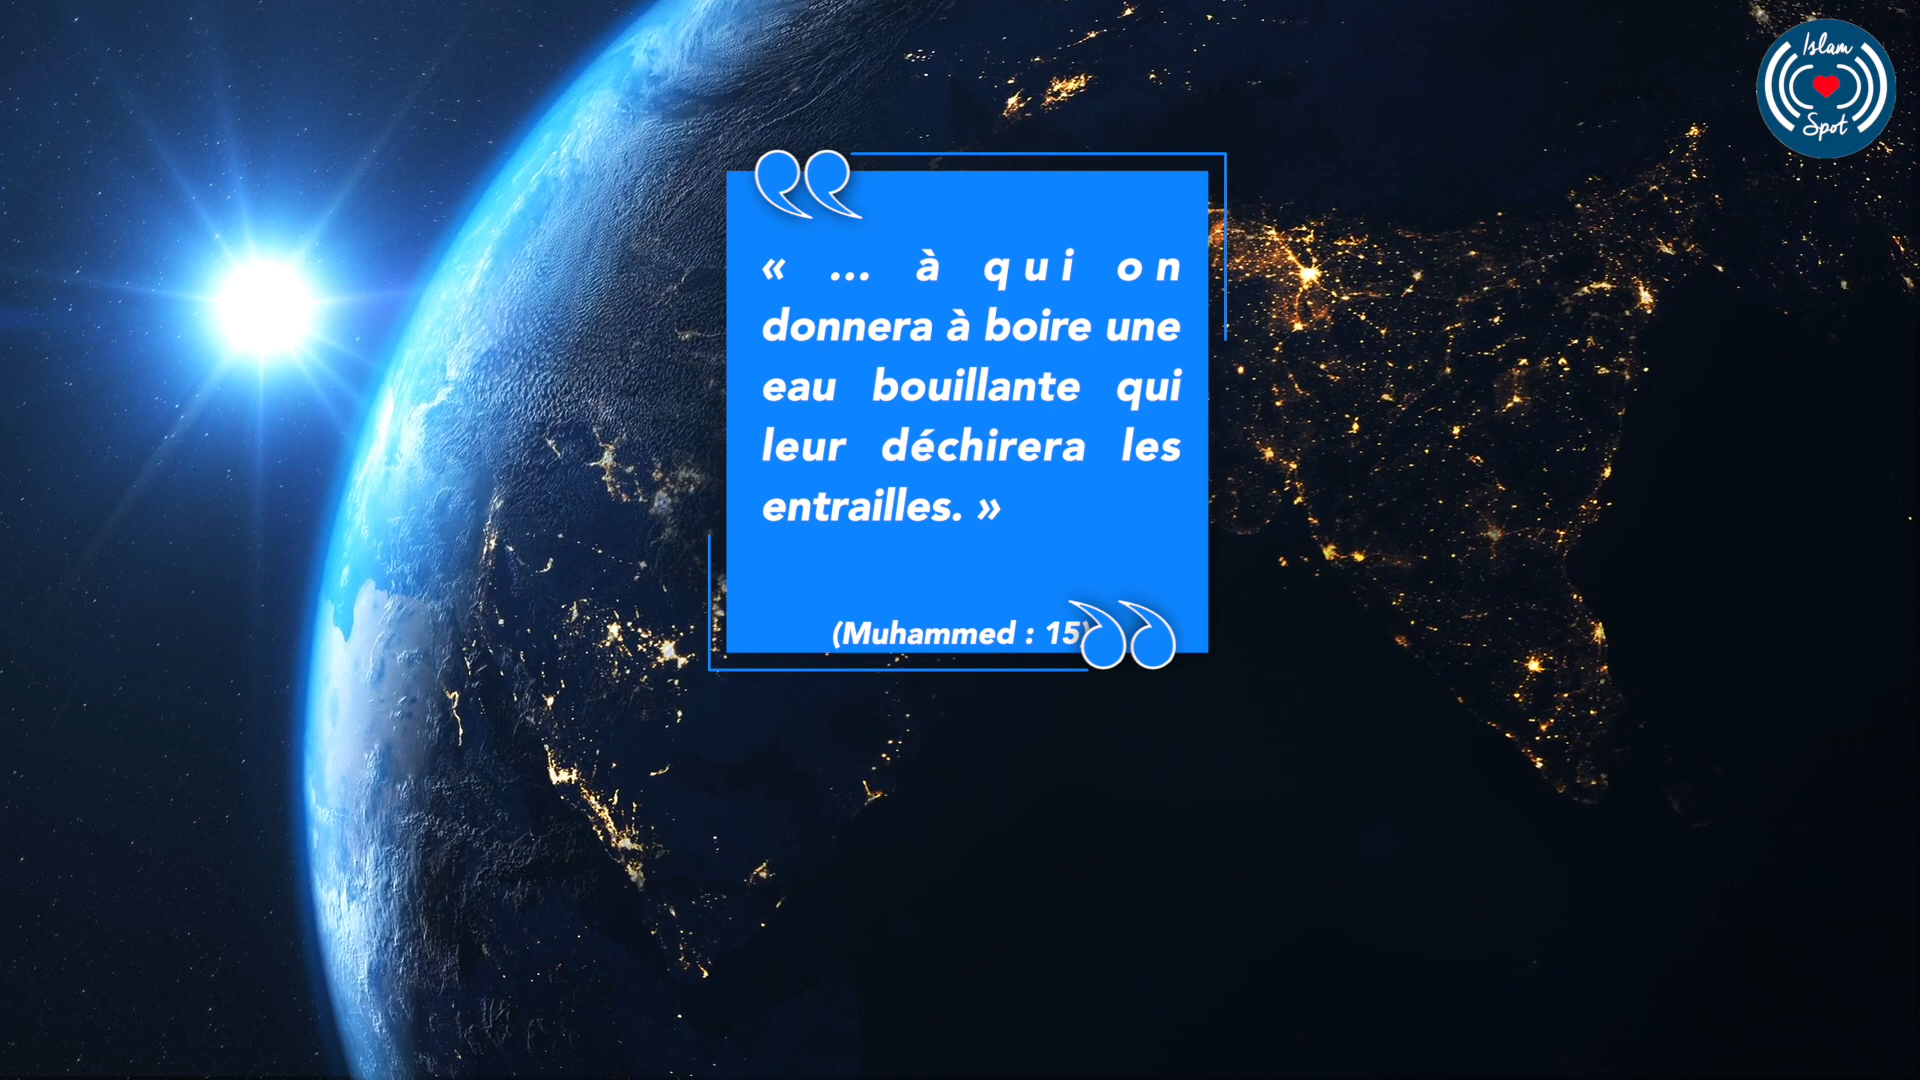 Islam
Spot
« ... à qui on
donnera à boire une
eau bouillante qui
leur déchirera les
entrailles. »
(Muhammed : 15)